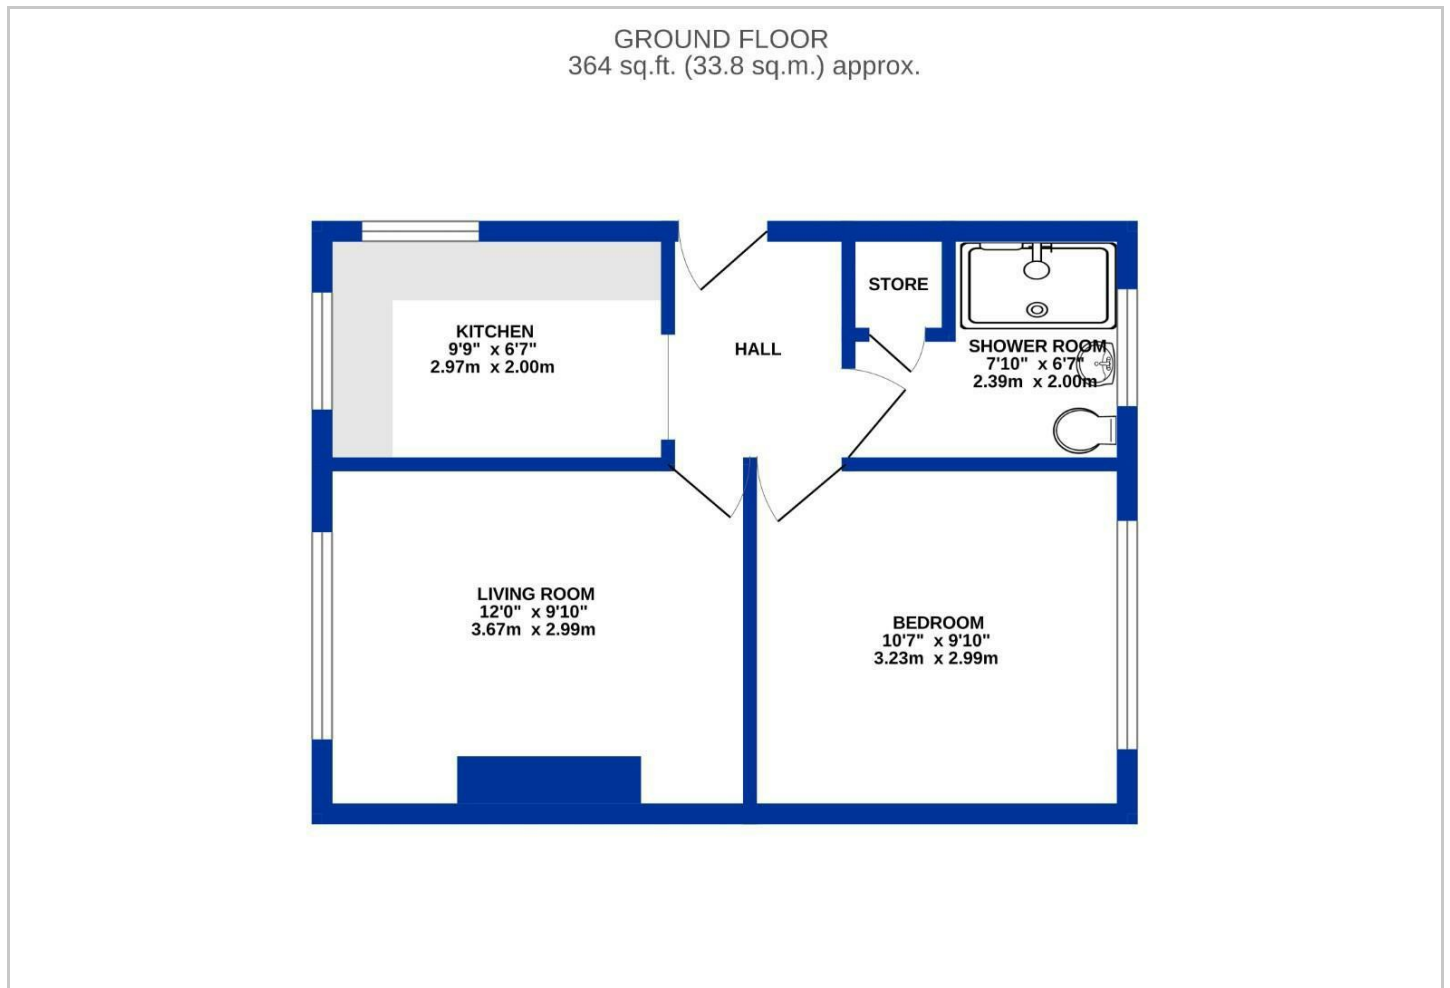 GROUND FLOOR
364 sq.ft. (33.8 sq.m.) approx.
STORE
KITCHEN
9'9" x 6'7"
2.97m x 2.00m
HALL
SHOWER ROOM
7'10" x 6'7"
2.39m x 2.00m
LIVING ROOM
12'0" x 9'10"
3.67m x 2.99m
BEDROOM
10'7" x 9'10"
3.23m x 2.99m